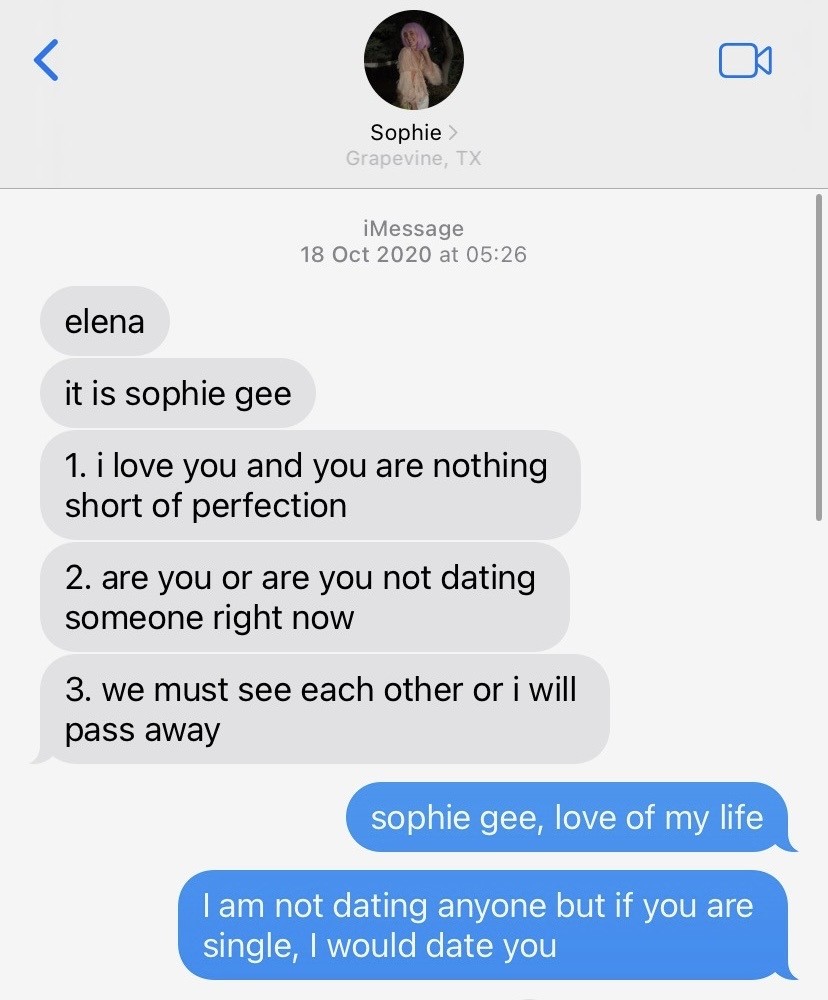 Sophie
Grapevine, TX
iMessage
18 Oct 2020 at 05:26
elena
it is sophie gee
1. i love you and you are nothing
short of perfection
2. are you or are you not dating
someone right now
3. we must see each other or i will
pass away
sophie gee, love of my life
I am not dating anyone but if you are
single, I would date you